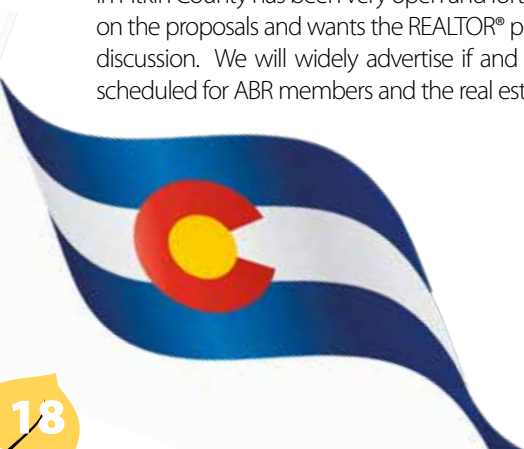 on the proposals and wants the REALTOR® p
discussion. We will widely advertise if and
scheduled for ABR members and the real est
18